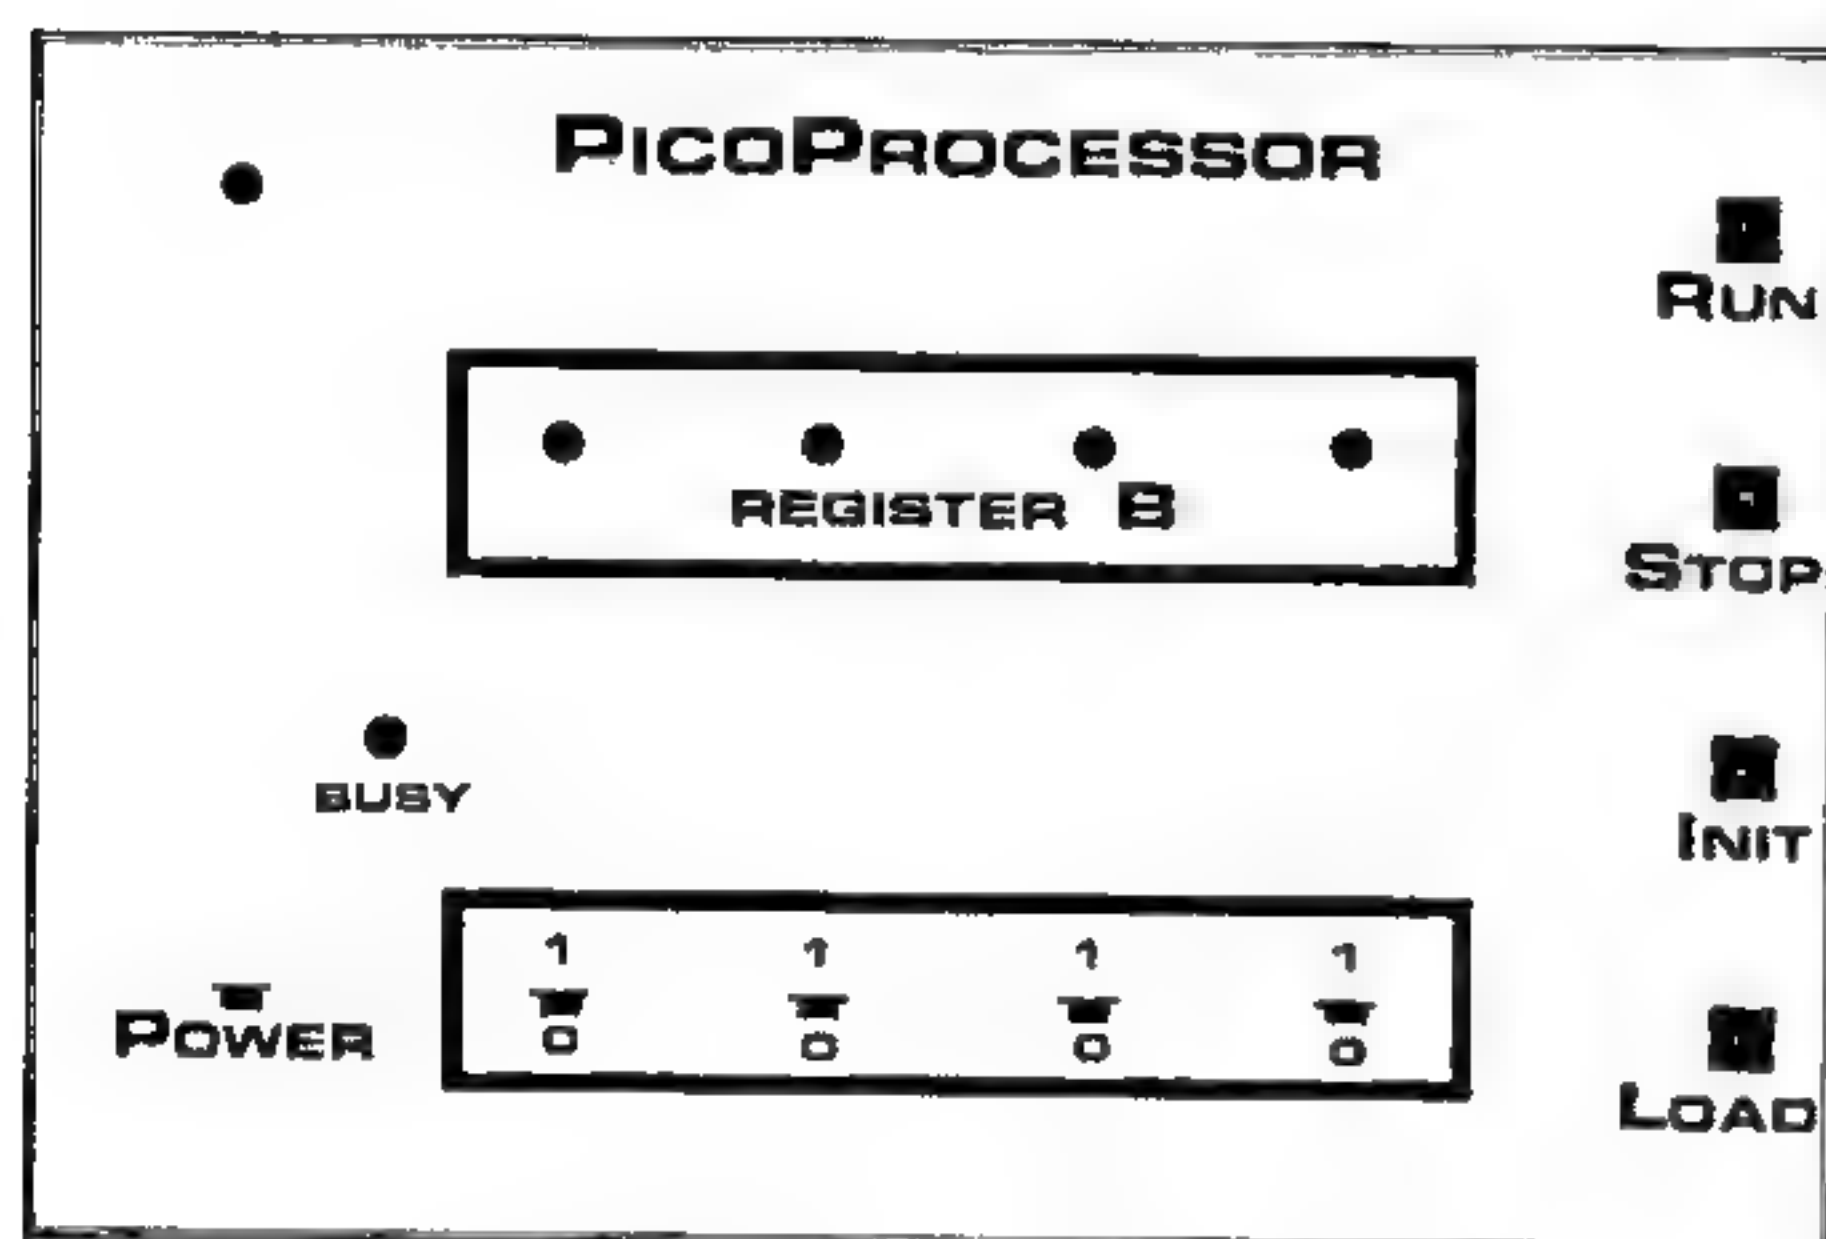 PICOPROCESSOR
RUN
REGISTER B
STOP
BUSY
INIT
1 1 1 1
POWER
0 0 0 0
LOAD